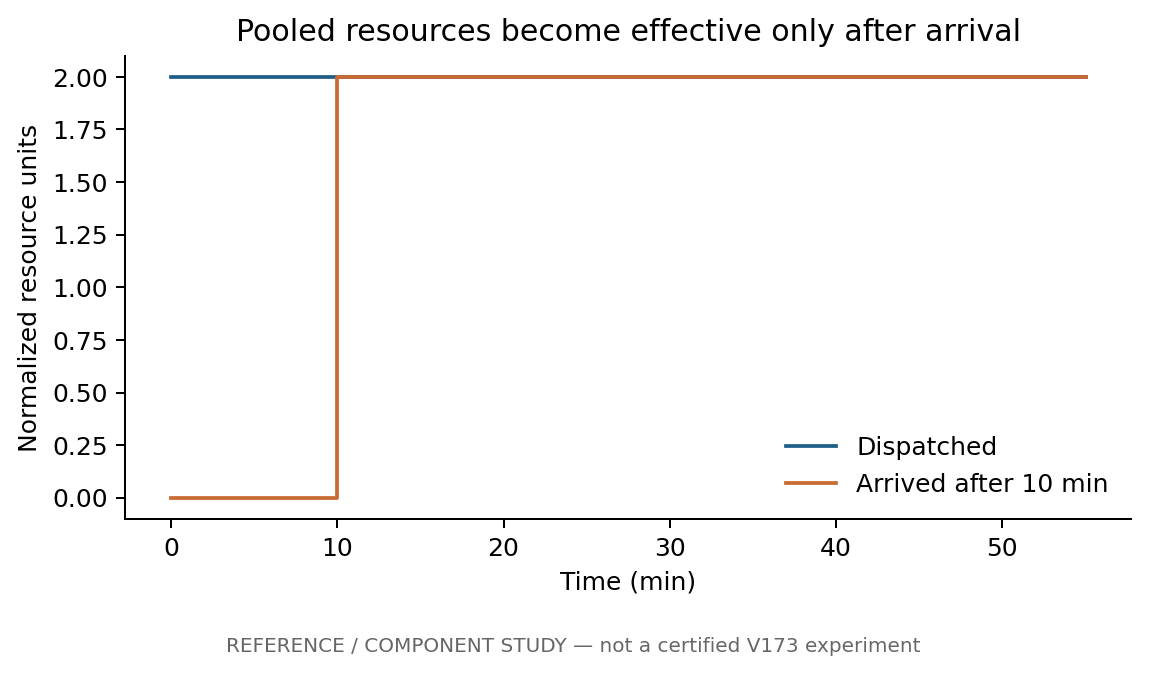 Pooled resources become effective only after arrival
Normalized resource units
2.00
1.75
1.50
1.25
1.00
0.75
0.50
0.25
0.00
Dispatched
Arrived after 10 min
0 10 20 30 40 50
Time (min)
REFERENCE / COMPONENT STUDY — not a certified V173 experiment